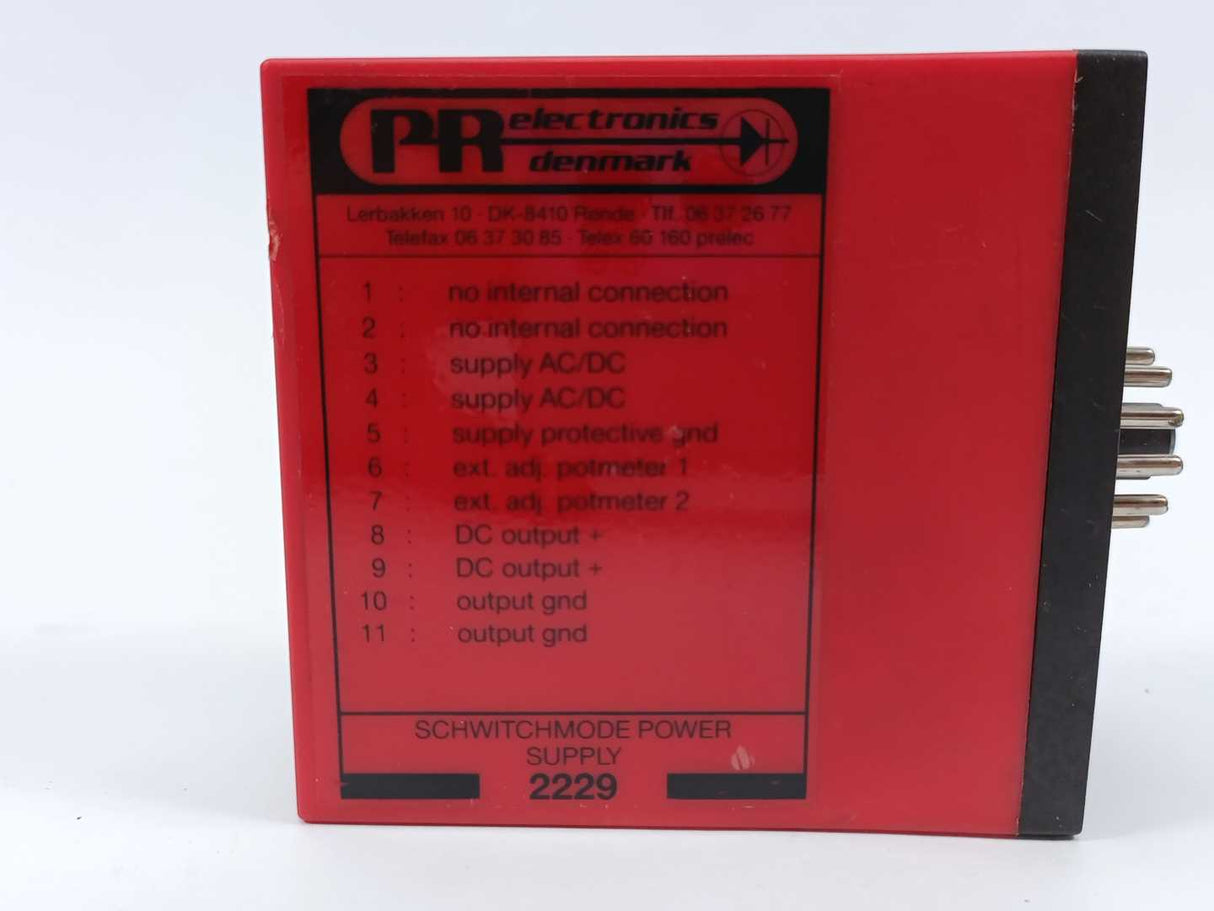 PR electronics
denmark
Lerbakken 10 · DK-8410 Rønde · Tlf. 06 37 26 77
Telefax 06 37 30 85 · Telex 60 160 prelec
1 : no internal connection
2 : no internal connection
3 : supply AC/DC
4 : supply AC/DC
5 : supply protective gnd
6 : ext. adj. potmeter 1
7 : ext. adj. potmeter 2
8 : DC output +
9 : DC output +
10 : output gnd
11 : output gnd
SCHWITCHMODE POWER
SUPPLY
2229